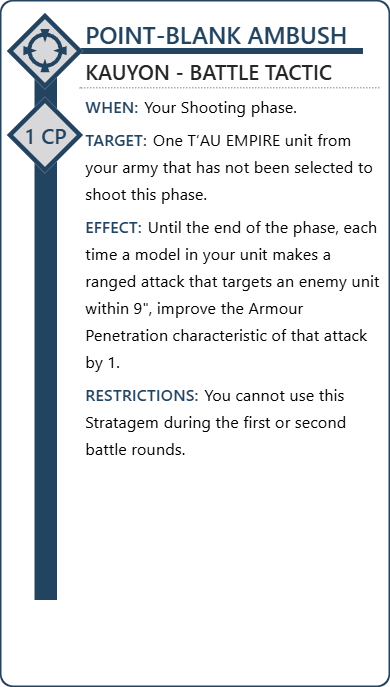 POINT-BLANK AMBUSH
KAUYON - BATTLE TACTIC
WHEN: Your Shooting phase.
1 CP
TARGET: One T’AU EMPIRE unit from
your army that has not been selected to
shoot this phase.
EFFECT: Until the end of the phase, each
time a model in your unit makes a
ranged attack that targets an enemy unit
within 9", improve the Armour
Penetration characteristic of that attack
by 1.
RESTRICTIONS: You cannot use this
Stratagem during the first or second
battle rounds.